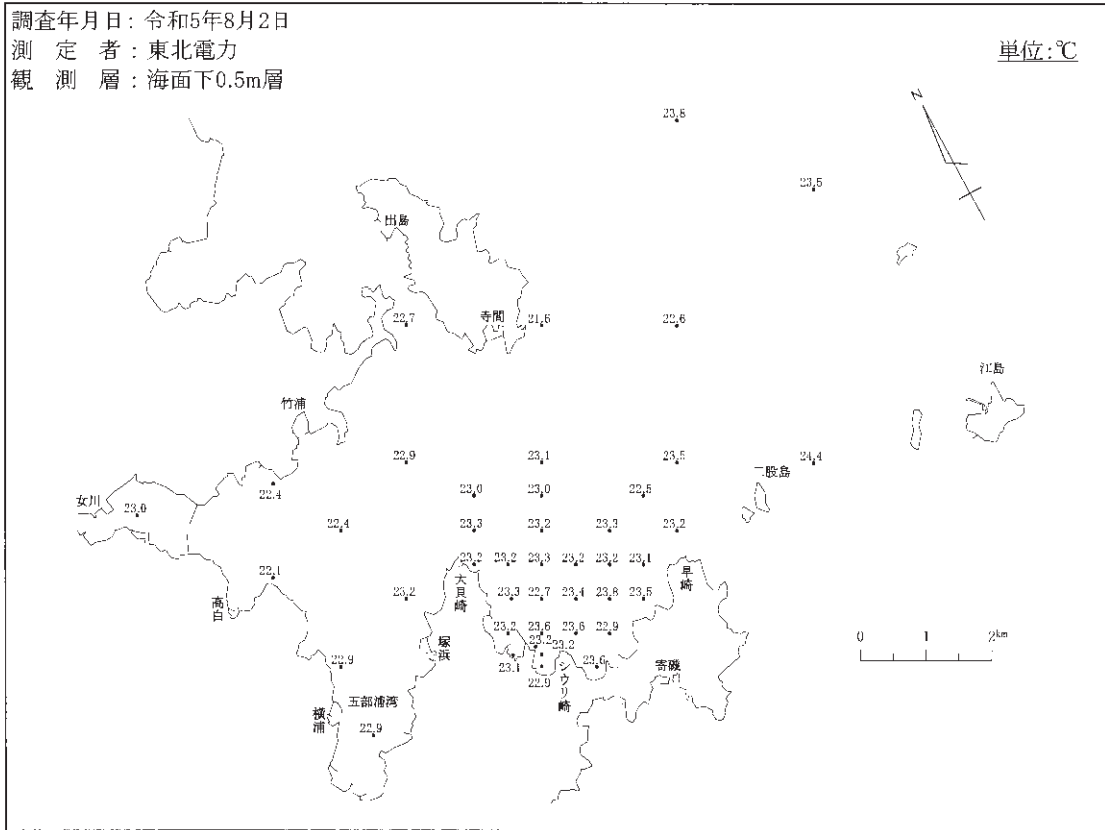 調査年月日：令和5年8月2日
測定者：東北電力
観測層：海面下0.5m層
単位：℃
N
23.8
23.5
出島
22.7
寺間
21.6
22.6
江島
竹浦
22.9
23.1
23.5
24.4
二股島
女川
23.0
22.4
23.0
23.0
22.5
22.4
23.3
23.2
23.3
23.2
23.2
23.2
23.3
23.2
23.2
23.1
22.1
高白
23.2
大貝崎
23.3
22.7
23.4
23.8
23.5
早崎
23.2
23.6
23.6
22.9
塚浜
23.2
23.2
23.1
22.9
シウリ崎
23.6
寄磯
0 1 2km
22.9
五部浦湾
横浦
22.9